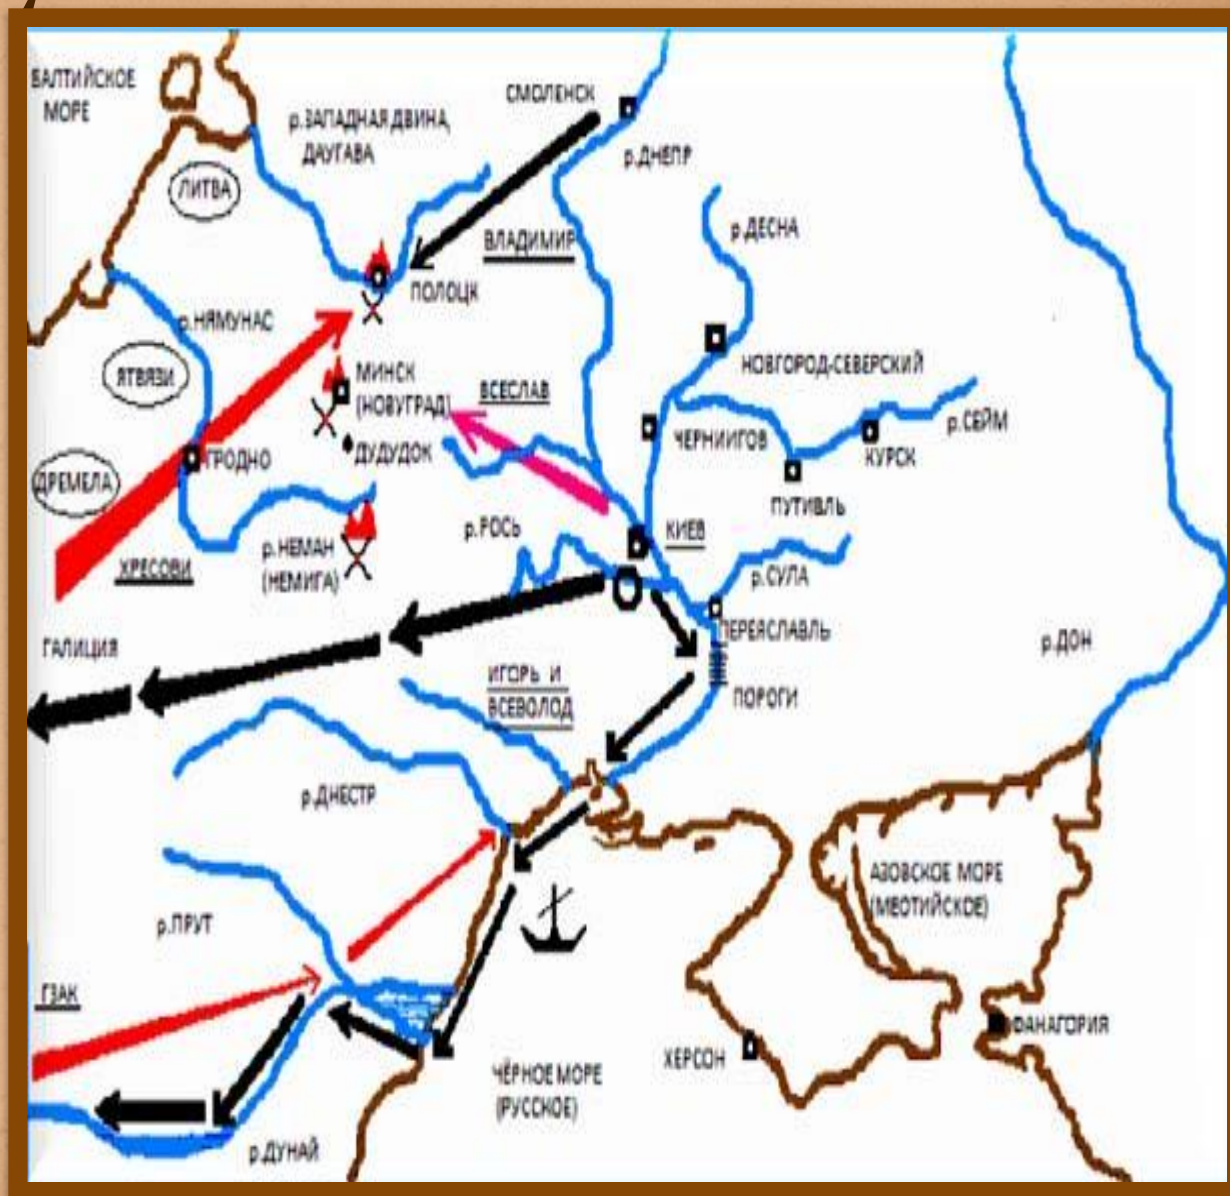 БАЛТИЙСКОЕ
МОРЕ
р.ЗАПАДНАЯ ДВИНА,
ДАУГАВА
СМОЛЕНСК
р.ДНЕПР
ЛИТВА
ВЛАДИМИР
р.ДЕСНА
ПОЛОЦК
р.НЯМУНАС
ЯТВЯЗИ
МИНСК
(НОВУГРАД)
ВСЕСЛАВ
НОВГОРОД-СЕВЕРСКИЙ
ДУДУДОК
ЧЕРНИИГОВ
КУРСК
р.СЕЙМ
ГРОДНО
ДРЕМЕЛА
ПУТИВЛЬ
р.РОСЬ
КИЕВ
р.НЕМАН
(НЕМИГА)
ХРЕСОВИ
р.СУЛА
ПЕРЕЯСЛАВЛЬ
ГАЛИЦИЯ
р.ДОН
ИГОРЬ И
ВСЕВОЛОД
ПОРОГИ
р.ДНЕСТР
АЗОВСКОЕ МОРЕ
(МЕОТИЙСКОЕ)
р.ПРУТ
ГЗАК
ФАНАГОРИЯ
ХЕРСОН
ЧЁРНОЕ МОРЕ
(РУССКОЕ)
р.ДУНАЙ